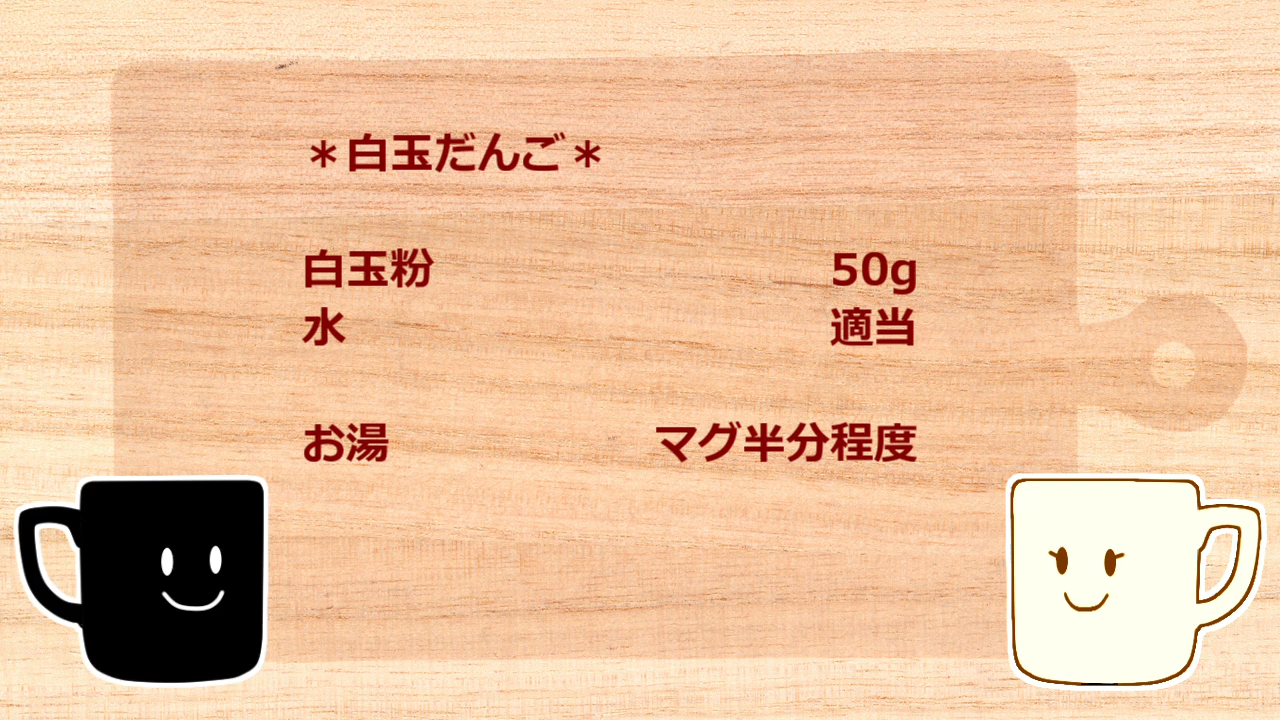 ＊白玉だんご＊
白玉粉 50g
水 適当
お湯 マグ半分程度